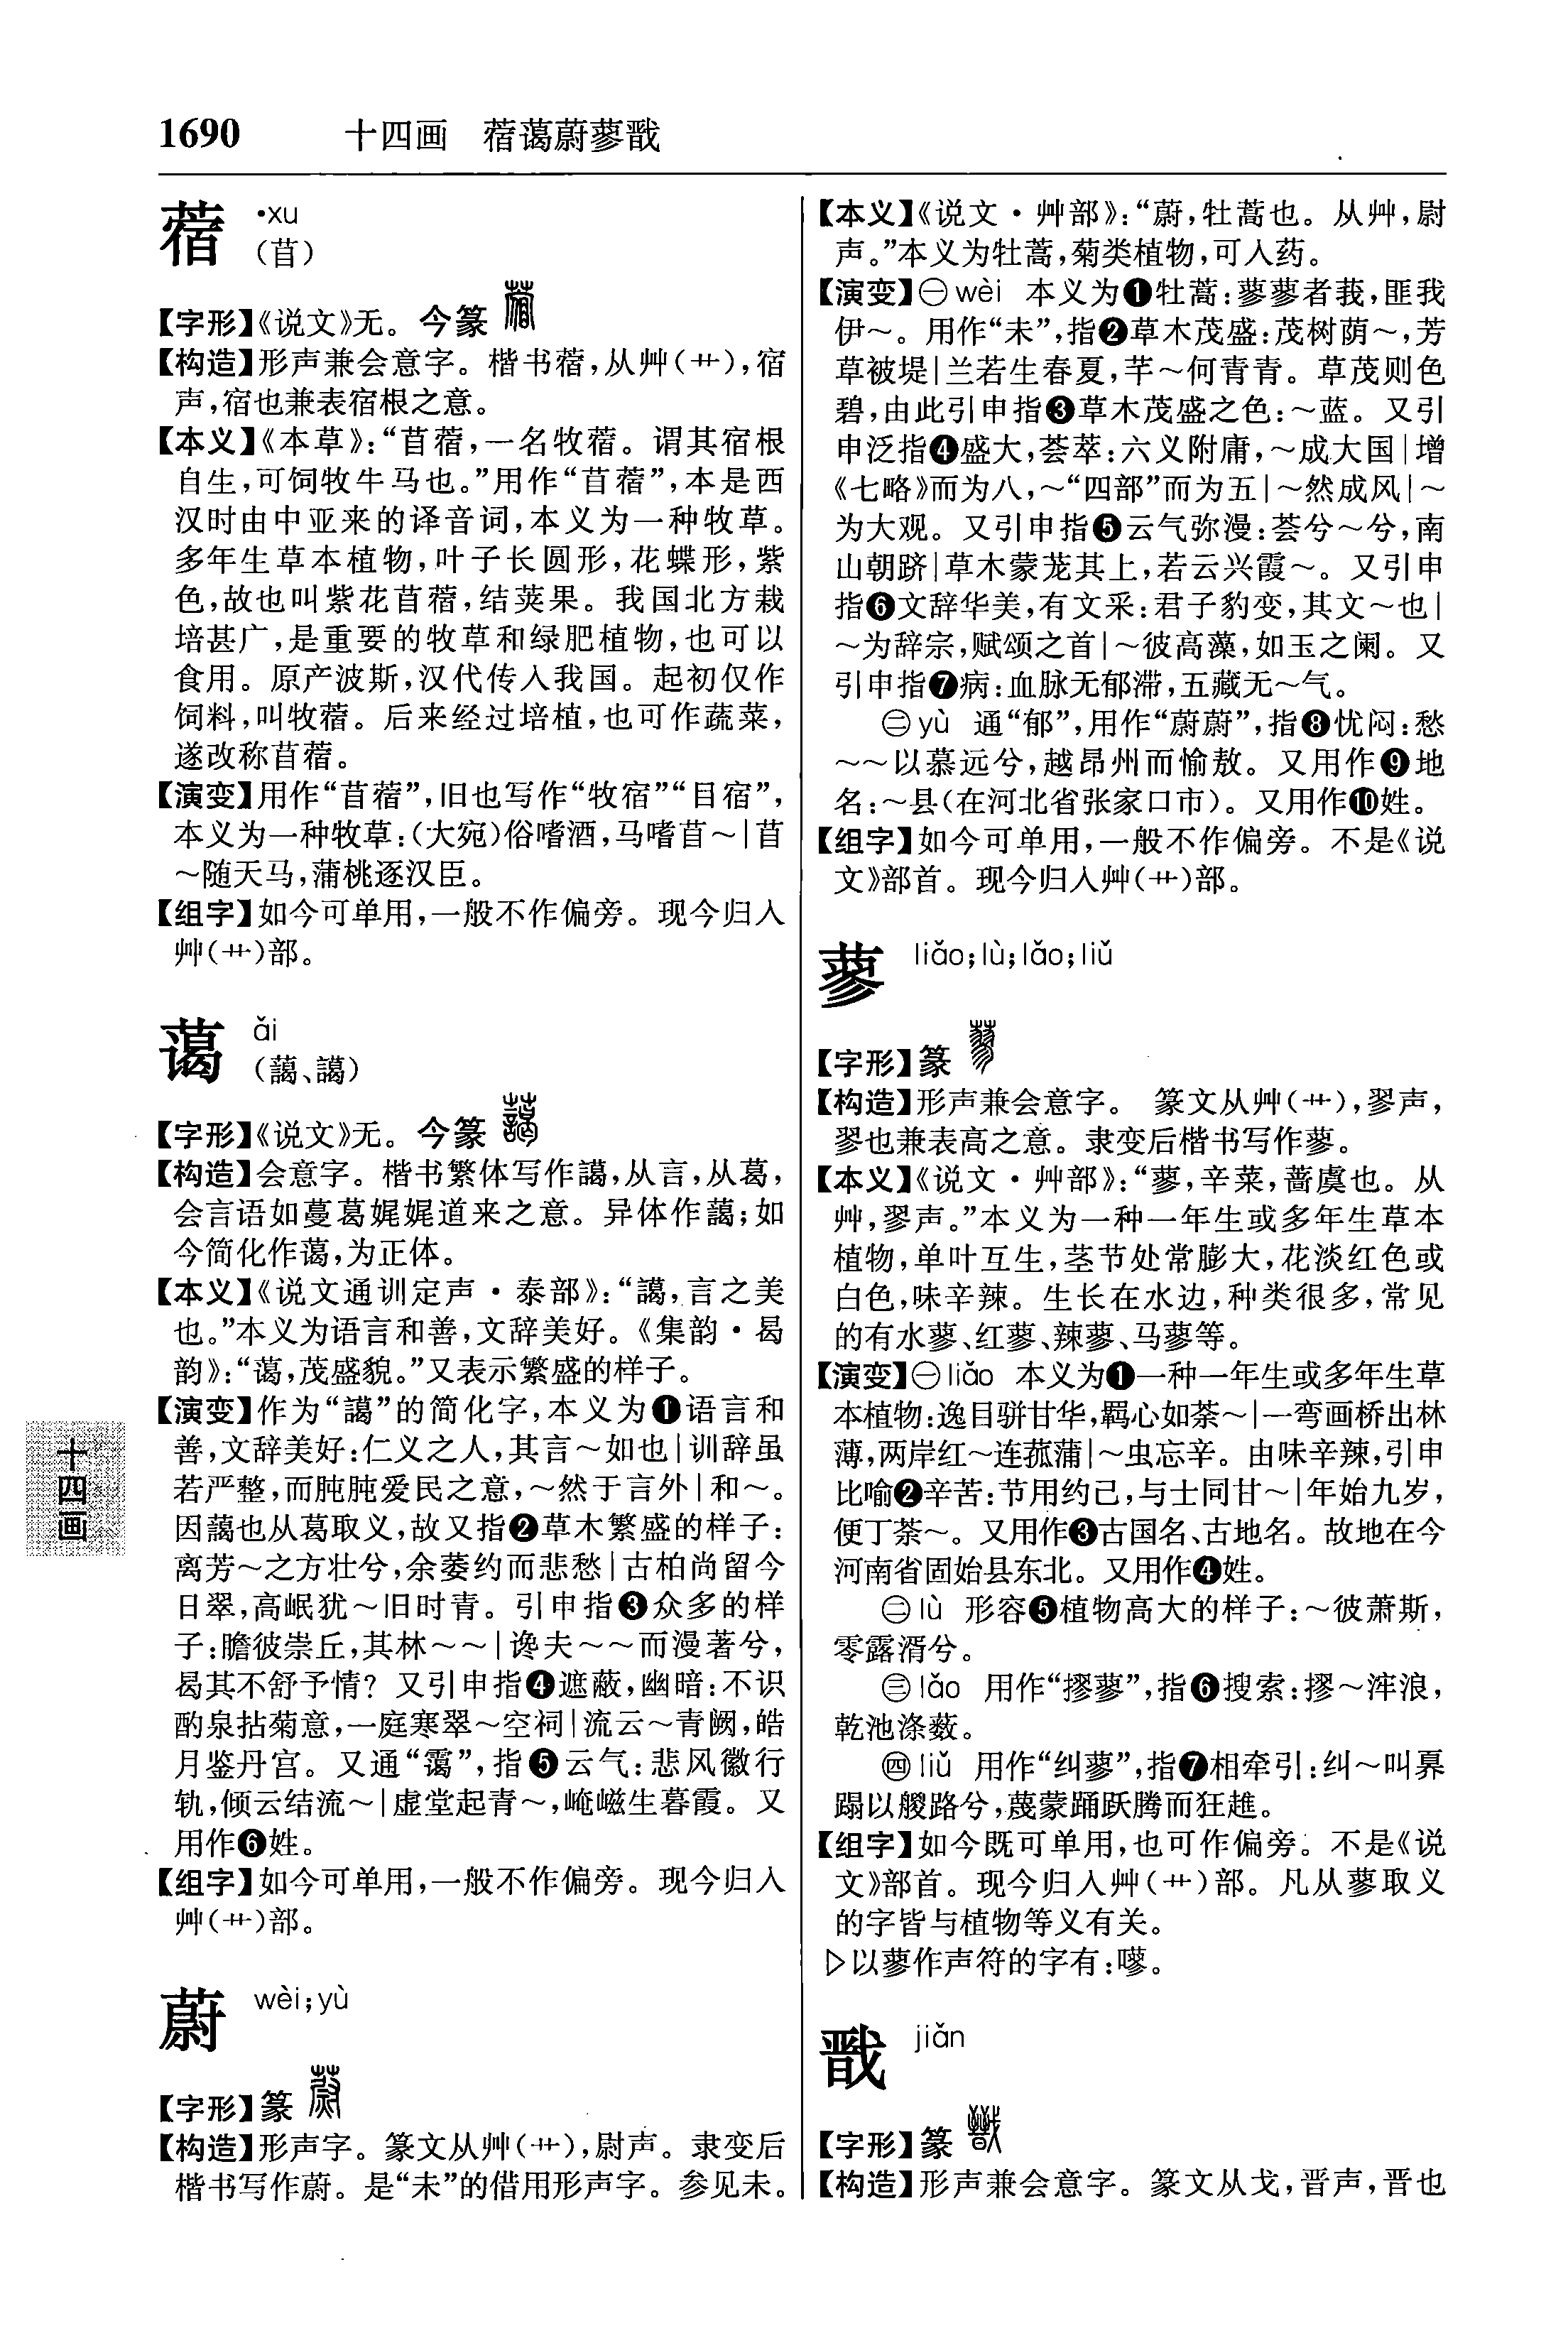 1690 十四画 蓿蔼蔚蓼戬
蓿 •xu
(苜)
【字形】《说文》无。今篆
【构造】形声兼会意字。楷书蓿,从艸(艹),宿
声,宿也兼表宿根之意。
【本义】《本草》:“苜蓿,一名牧蓿。谓其宿根
自生,可饲牧牛马也。”用作“苜蓿”,本是西
汉时由中亚来的译音词,本义为一种牧草。
多年生草本植物,叶子长圆形,花蝶形,紫
色,故也叫紫花苜蓿,结荚果。我国北方栽
培甚广,是重要的牧草和绿肥植物,也可以
食用。原产波斯,汉代传入我国。起初仅作
饲料,叫牧蓿。后来经过培植,也可作蔬菜,
遂改称苜蓿。
【演变】用作“苜蓿”,旧也写作“牧宿”“目宿”,
本义为一种牧草:(大宛)俗嗜酒,马嗜苜～|苜
～随天马,蒲桃逐汉臣。
【组字】如今可单用,一般不作偏旁。现今归入
艸(艹)部。
蔼 ǎi
(藹、譪)
【字形】《说文》无。今篆
【构造】会意字。楷书繁体写作譪,从言,从葛,
会言语如蔓葛娓娓道来之意。异体作藹;如
今简化作蔼,为正体。
【本义】《说文通训定声·泰部》:“譪,言之美
也。”本义为语言和善,文辞美好。《集韵·曷
韵》:“蔼,茂盛貌。”又表示繁盛的样子。
【演变】作为“譪”的简化字,本义为❶语言和
善,文辞美好:仁义之人,其言～如也|训辞虽
若严整,而肫肫爱民之意,～然于言外|和～。
因藹也从葛取义,故又指❷草木繁盛的样子:
离芳～之方壮兮,余萎约而悲愁|古柏尚留今
日翠,高岷犹～旧时青。引申指❸众多的样
子:瞻彼崇丘,其林～～|谗夫～～而漫著兮,
曷其不舒予情?又引申指❹遮蔽,幽暗:不识
酌泉拈菊意,一庭寒翠～空祠|流云～青阙,皓
月鉴丹宫。又通“霭”,指❺云气:悲风徽行
轨,倾云结流～|虚堂起青～,崦嵫生暮霞。又
用作❻姓。
【组字】如今可单用,一般不作偏旁。现今归入
艸(艹)部。
蔚 wèi;yù
【字形】篆
【构造】形声字。篆文从艸(艹),尉声。隶变后
楷书写作蔚。是“未”的借用形声字。参见未。
【本义】《说文·艸部》:“蔚,牡蒿也。从艸,尉
声。”本义为牡蒿,菊类植物,可入药。
【演变】㊀wèi 本义为❶牡蒿:蓼蓼者莪,匪我
伊～。用作“未”,指❷草木茂盛:茂树荫～,芳
草被堤|兰若生春夏,芊～何青青。草茂则色
碧,由此引申指❸草木茂盛之色:～蓝。又引
申泛指❹盛大,荟萃:六义附庸,～成大国|增
《七略》而为八,～“四部”而为五|～然成风|～
为大观。又引申指❺云气弥漫:荟兮～兮,南
山朝跻|草木蒙茏其上,若云兴霞～。又引申
指❻文辞华美,有文采:君子豹变,其文～也|
～为辞宗,赋颂之首|～彼高藻,如玉之阑。又
引申指❼病:血脉无郁滞,五藏无～气。
㊁yù 通“郁”,用作“蔚蔚”,指❽忧闷:愁
～～以慕远兮,越昂州而愉敖。又用作❾地
名:～县(在河北省张家口市)。又用作❿姓。
【组字】如今可单用,一般不作偏旁。不是《说
文》部首。现今归入艸(艹)部。
蓼 liǎo;lù;lǎo;liǔ
【字形】篆
【构造】形声兼会意字。 篆文从艸(艹),翏声,
翏也兼表高之意。隶变后楷书写作蓼。
【本义】《说文·艸部》:“蓼,辛菜,蔷虞也。从
艸,翏声。”本义为一种一年生或多年生草本
植物,单叶互生,茎节处常膨大,花淡红色或
白色,味辛辣。生长在水边,种类很多,常见
的有水蓼、红蓼、辣蓼、马蓼等。
【演变】㊀liǎo 本义为❶一种一年生或多年生草
本植物:逸目骈甘华,羁心如荼～|一弯画桥出林
薄,两岸红～连菰蒲|～虫忘辛。由味辛辣,引申
比喻❷辛苦:节用约己,与士同甘～|年始九岁,
便丁荼～。又用作❸古国名、古地名。故地在今
河南省固始县东北。又用作❹姓。
㊁lù 形容❺植物高大的样子:～彼萧斯,
零露湑兮。
㊂lǎo 用作“摎蓼”,指❻搜索:摎～浶浪,
乾池涤薮。
㊃liǔ 用作“纠蓼”,指❼相牵引:纠～叫奡
蹋以艐路兮,蔑蒙踊跃腾而狂趡。
【组字】如今既可单用,也可作偏旁。不是《说
文》部首。现今归入艸(艹)部。凡从蓼取义
的字皆与植物等义有关。
▷以蓼作声符的字有:嘐。
戬 jiǎn
【字形】篆
【构造】形声兼会意字。篆文从戈,晋声,晋也
十四画